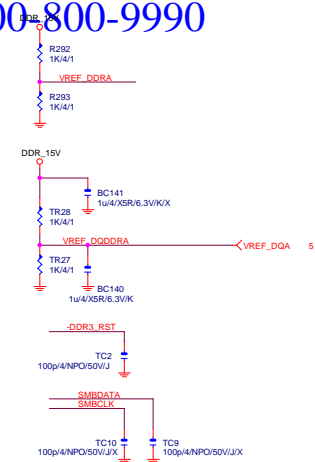 00-800-9990
DDR_15V
R292
1K/4/1
VREF_DDRA
R293
1K/4/1
DDR_15V
BC141
1u/4/X5R/6.3V/K/X
TR28
1K/4/1
VREF_DQDDRA
VREF_DQA 5
TR27
1K/4/1
BC140
1u/4/X5R/6.3V/K
-DDR3_RST
TC2
100p/4/NPO/50V/J
SMBDATA
SMBCLK
TC10
100p/4/NPO/50V/J/X
TC9
100p/4/NPO/50V/J/X